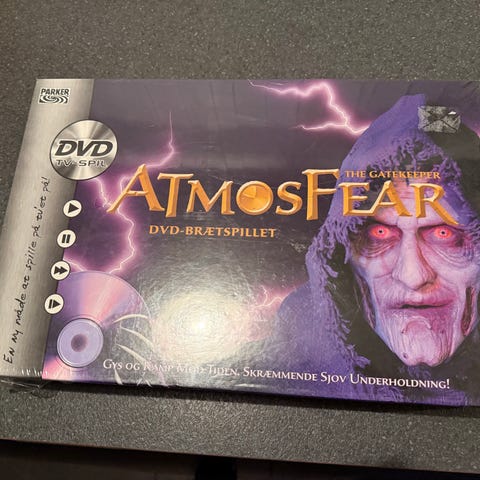 PARKER
DVD
TV-SPIL
THE GATEKEEPER
ATMOSFEAR
DVD-BRÆTSPILLET
En ny måde at spille på tv'et på!
GYS OG KAMP MOD TIDEN, SKRÆMMENDE SJOV UNDERHOLDNING!